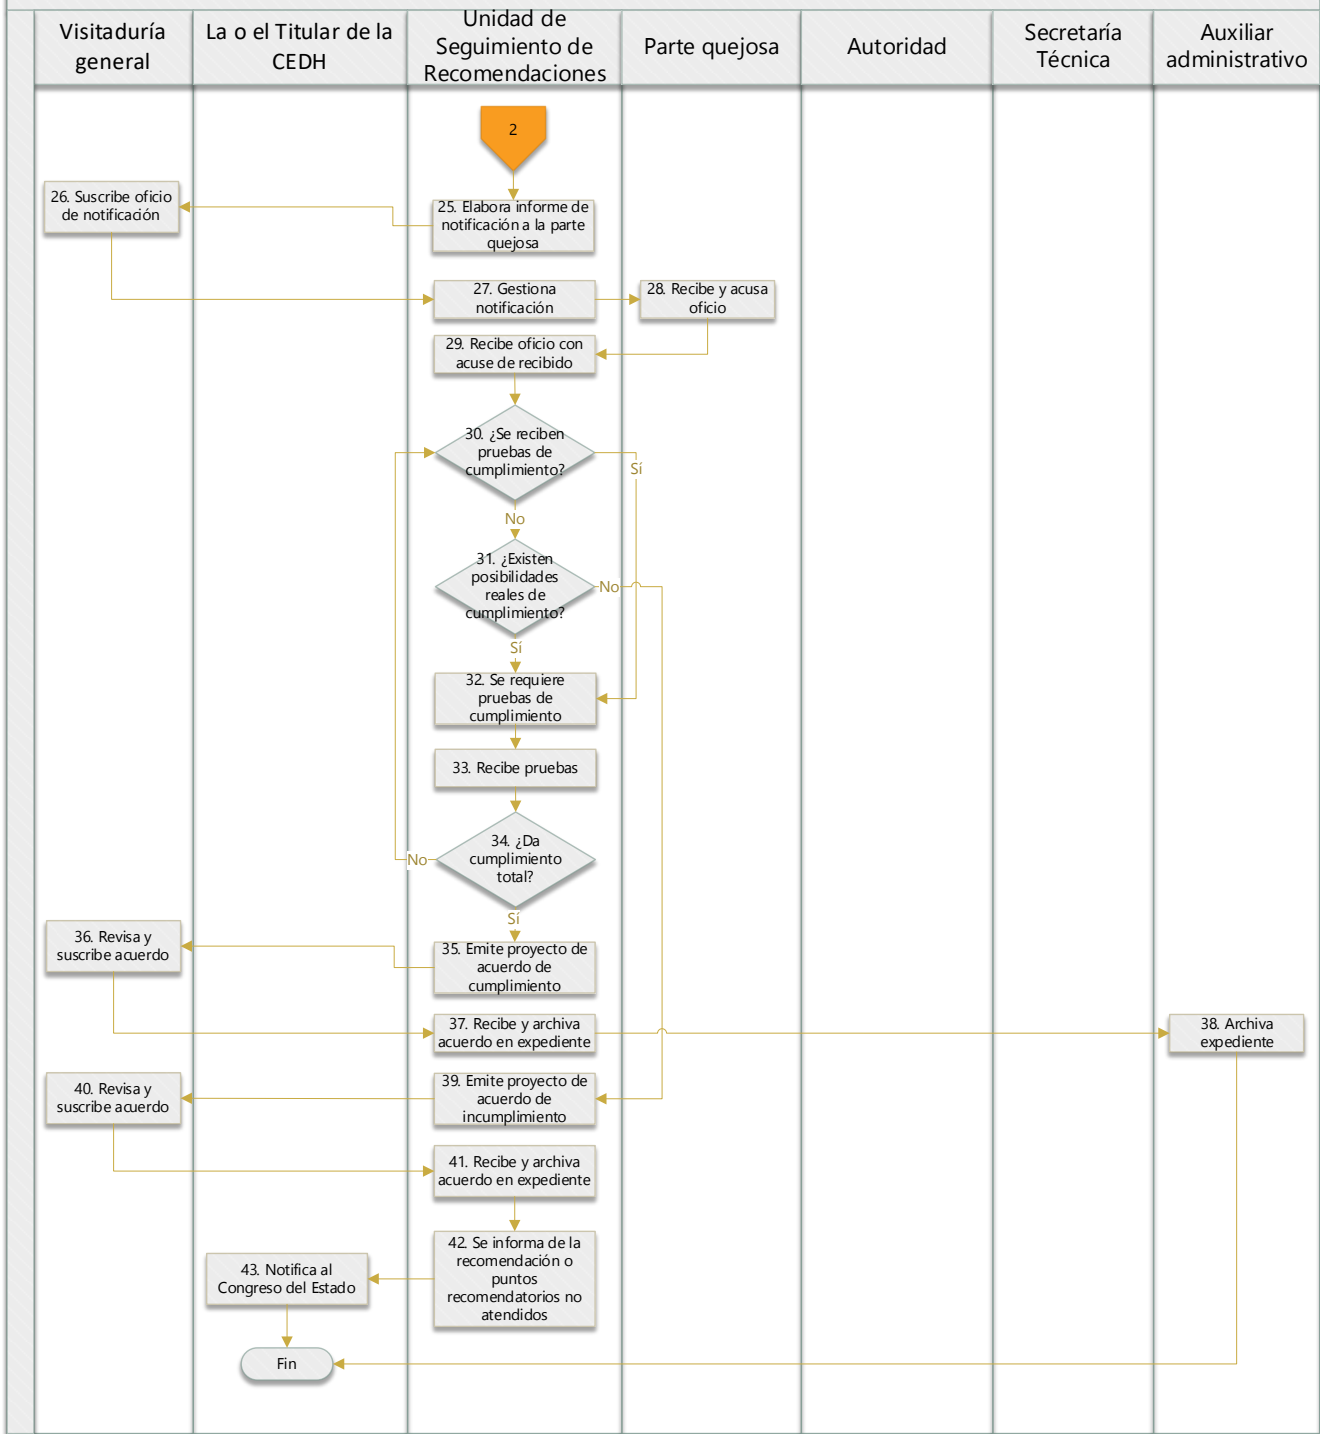 Visitaduría
general
La o el Titular de la
CEDH
Unidad de
Seguimiento de
Recomendaciones
Parte quejosa
Autoridad
Secretaría
Técnica
Auxiliar
administrativo
2
26. Suscribe oficio
de notificación
25. Elabora informe de
notificación a la parte
quejosa
27. Gestiona
notificación
28. Recibe y acusa
oficio
29. Recibe oficio con
acuse de recibido
30. ¿Se reciben
pruebas de
cumplimiento?
Sí
No
31. ¿Existen
posibilidades
reales de
cumplimiento?
No
Sí
32. Se requiere
pruebas de
cumplimiento
33. Recibe pruebas
34. ¿Da
cumplimiento
total?
No
Sí
36. Revisa y
suscribe acuerdo
35. Emite proyecto de
acuerdo de
cumplimiento
37. Recibe y archiva
acuerdo en expediente
38. Archiva
expediente
40. Revisa y
suscribe acuerdo
39. Emite proyecto de
acuerdo de
incumplimiento
41. Recibe y archiva
acuerdo en expediente
42. Se informa de la
recomendación o
puntos
recomendatorios no
atendidos
43. Notifica al
Congreso del Estado
Fin